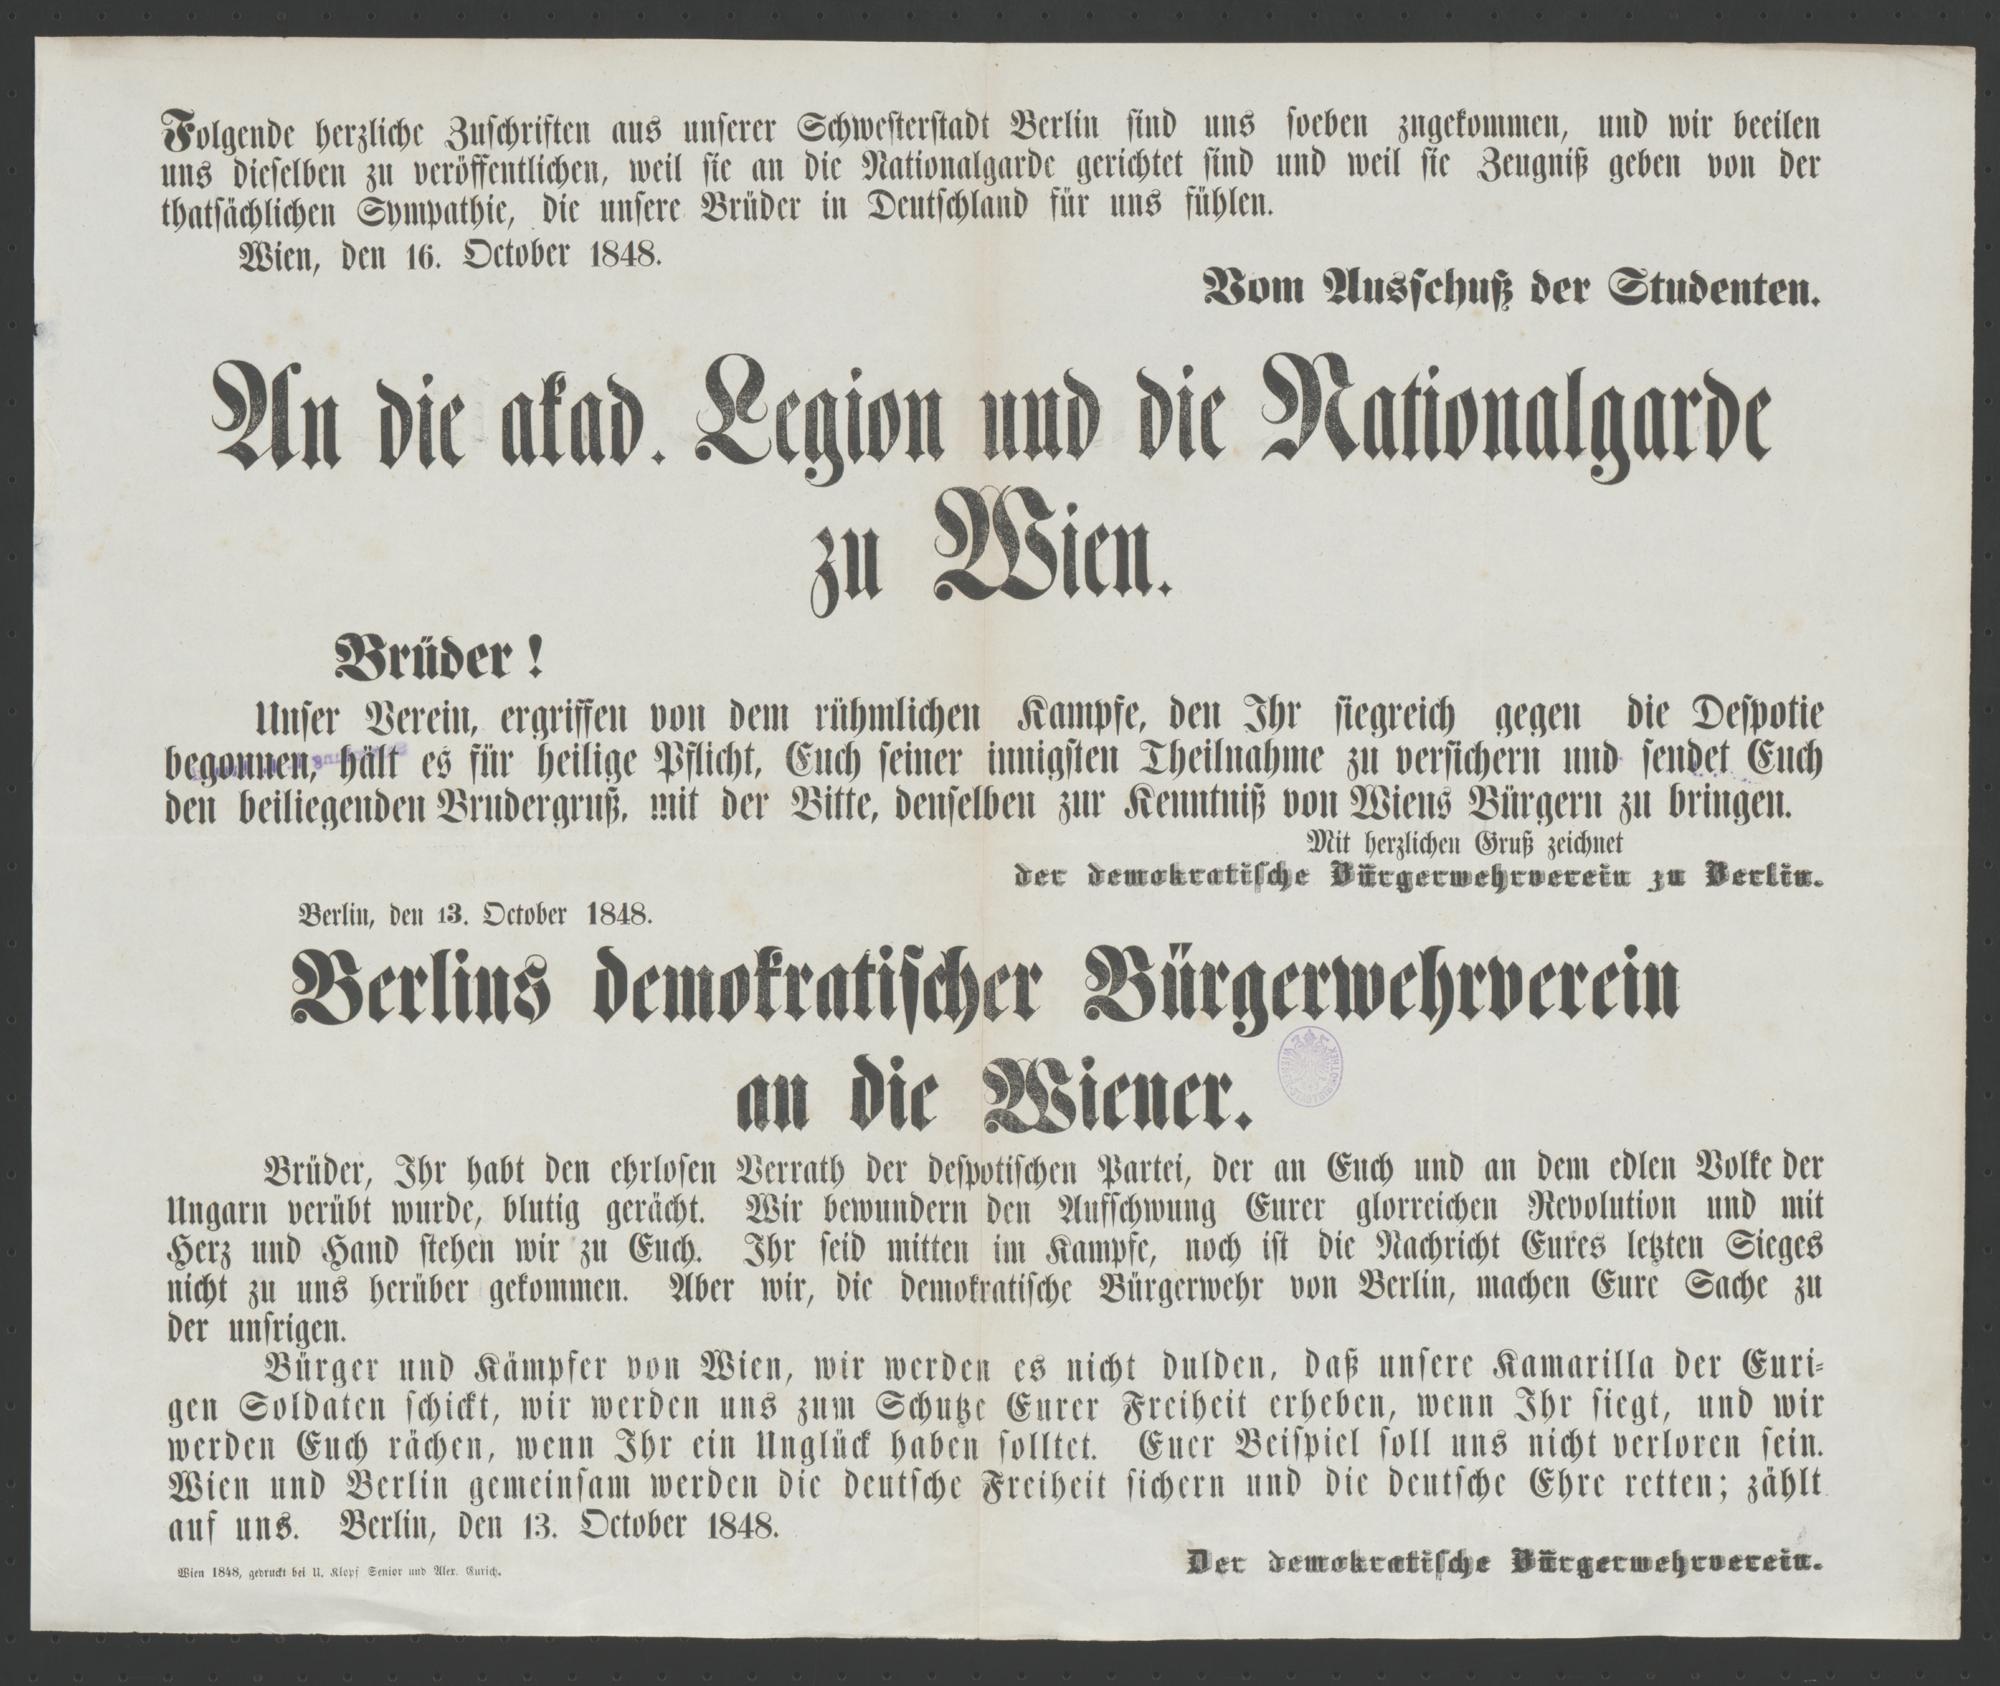 Folgende herzliche Zuschriften aus unserer Schwesterstadt Berlin sind uns soeben zugekommen, und wir beeilen
uns dieselben zu veröffentlichen, weil sie an die Nationalgarde gerichtet sind und weil sie Zeugniß geben von der
thatsächlichen Sympathie, die unsere Brüder in Deutschland für uns fühlen.
Wien, den 16. October 1848.
Vom Ausschuß der Studenten.
An die akad. Legion und die Nationalgarde
zu Wien.
Brüder!
Unser Verein, ergriffen von dem rühmlichen Kampfe, den Ihr siegreich gegen die Despotie
begonnen, hält es für heilige Pflicht, Euch seiner innigsten Theilnahme zu versichern und sendet Euch
den beiliegenden Brudergruß, mit der Bitte, denselben zur Kenntniß von Wiens Bürgern zu bringen.
Mit herzlichen Gruß zeichnet
der demokratische Bürgerwehrverein zu Berlin.
Berlin, den 13. October 1848.
Berlins demokratischer Bürgerwehrverein
an die Wiener.
Brüder, Ihr habt den ehrlosen Verrath der despotischen Partei, der an Euch und an dem edlen Volke der
Ungarn verübt wurde, blutig gerächt. Wir bewundern den Aufschwung Eurer glorreichen Revolution und mit
Herz und Hand stehen wir zu Euch. Ihr seid mitten im Kampfe, noch ist die Nachricht Eures letzten Sieges
nicht zu uns herüber gekommen. Aber wir, die demokratische Bürgerwehr von Berlin, machen Eure Sache zu
der unsrigen.
Bürger und Kämpfer von Wien, wir werden es nicht dulden, daß unsere Kamarilla der Euri-
gen Soldaten schickt, wir werden uns zum Schutze Eurer Freiheit erheben, wenn Ihr siegt, und wir
werden Euch rächen, wenn Ihr ein Unglück haben solltet. Euer Beispiel soll uns nicht verloren sein.
Wien und Berlin gemeinsam werden die deutsche Freiheit sichern und die deutsche Ehre retten; zählt
auf uns. Berlin, den 13. October 1848.
Der demokratische Bürgerwehrverein.
Wien 1848, gedruckt bei U. Klopf Senior und Alex. Eurich.